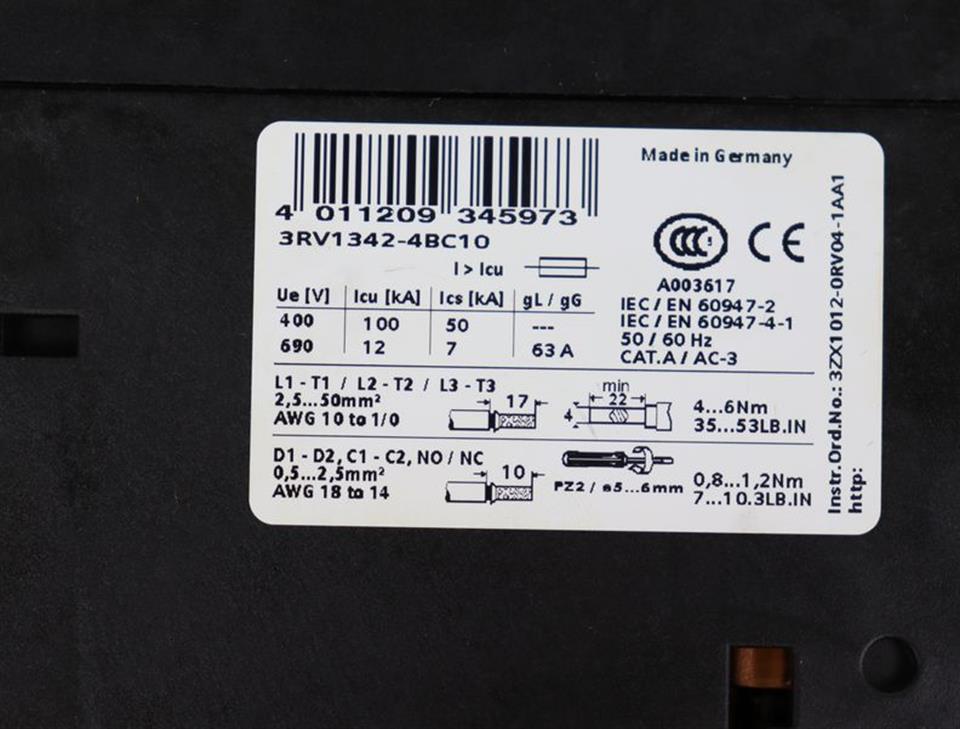 Made in Germany
4 011209 345973
3RV1342-4BC10
I > Icu
CCC CE
A003617
Ue [V] Icu [kA] Ics [kA] gL / gG
400 100 50 ---
690 12 7 63 A
IEC / EN 60947-2
IEC / EN 60947-4-1
50 / 60 Hz
CAT.A / AC-3
L1 - T1 / L2 - T2 / L3 - T3
2,5...50mm²
AWG 10 to 1/0
17
min
22
4
4...6Nm
35...53LB.IN
D1 - D2, C1 - C2, NO / NC
0,5...2,5mm²
AWG 18 to 14
10
PZ2 / ø5...6mm
0,8...1,2Nm
7...10.3LB.IN
Instr.Ord.No.: 3ZX1012-0RV04-1AA1
http: